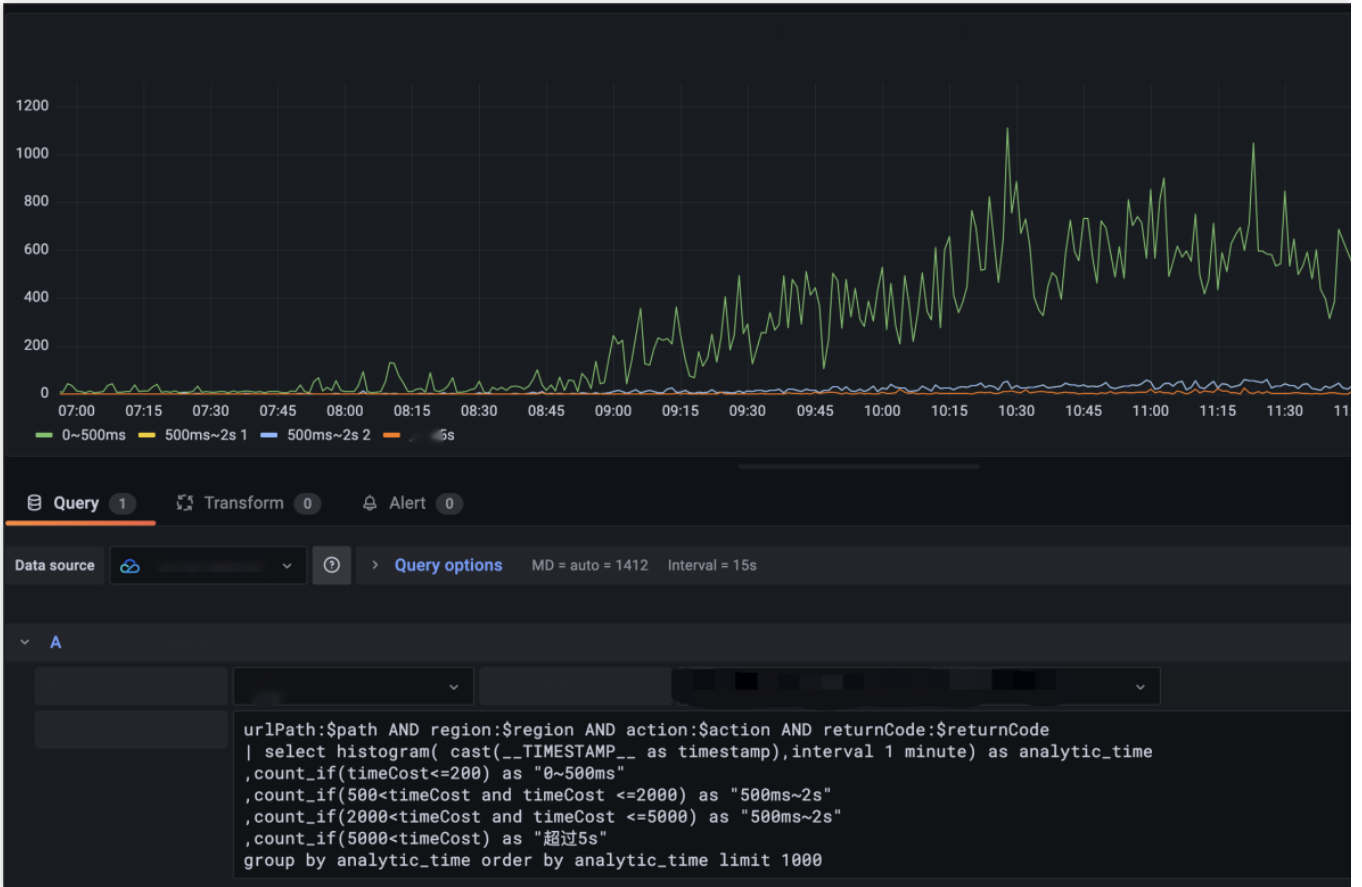 1200
1000
800
600
400
200
0
07:00 07:15 07:30 07:45 08:00 08:15 08:30 08:45 09:00 09:15 09:30 09:45 10:00 10:15 10:30 10:45 11:00 11:15 11:30 11
0~500ms 500ms~2s 1 500ms~2s 2 5s
Query 1 Transform 0 Alert 0
Data source ? > Query options MD = auto = 1412 Interval = 15s
A
urlPath:$path AND region:$region AND action:$action AND returnCode:$returnCode
| select histogram( cast(__TIMESTAMP__ as timestamp),interval 1 minute) as analytic_time
,count_if(timeCost<=200) as "0~500ms"
,count_if(500<timeCost and timeCost <=2000) as "500ms~2s"
,count_if(2000<timeCost and timeCost <=5000) as "500ms~2s"
,count_if(5000<timeCost) as "超过5s"
group by analytic_time order by analytic_time limit 1000